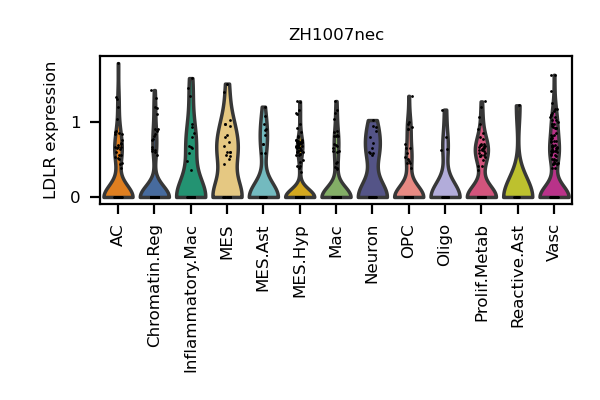 ZH1007nec
LDLR expression
1
0
AC
Chromatin.Reg
Inflammatory.Mac
MES
MES.Ast
MES.Hyp
Mac
Neuron
OPC
Oligo
Prolif.Metab
Reactive.Ast
Vasc